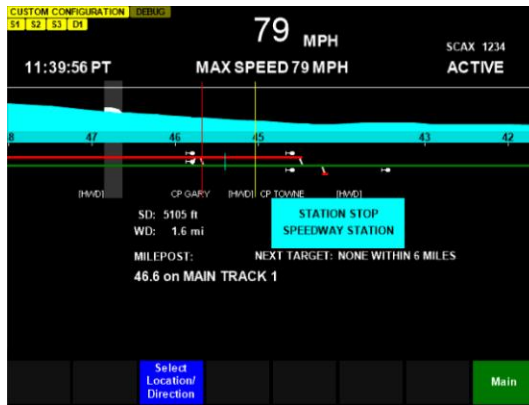 CUSTOM CONFIGURATION DEBUG
S1 S2 S3 D1
79 MPH
SCAX 1234
11:39:56 PT MAX SPEED 79 MPH ACTIVE
8 47 46 45 43 42
[HWD] CP GARY [HWD] CP TOWNE [HWD]
SD: 5105 ft
WD: 1.6 mi
STATION STOP
SPEEDWAY STATION
MILEPOST: NEXT TARGET: NONE WITHIN 6 MILES
46.6 on MAIN TRACK 1
Select
Location/
Direction
Main